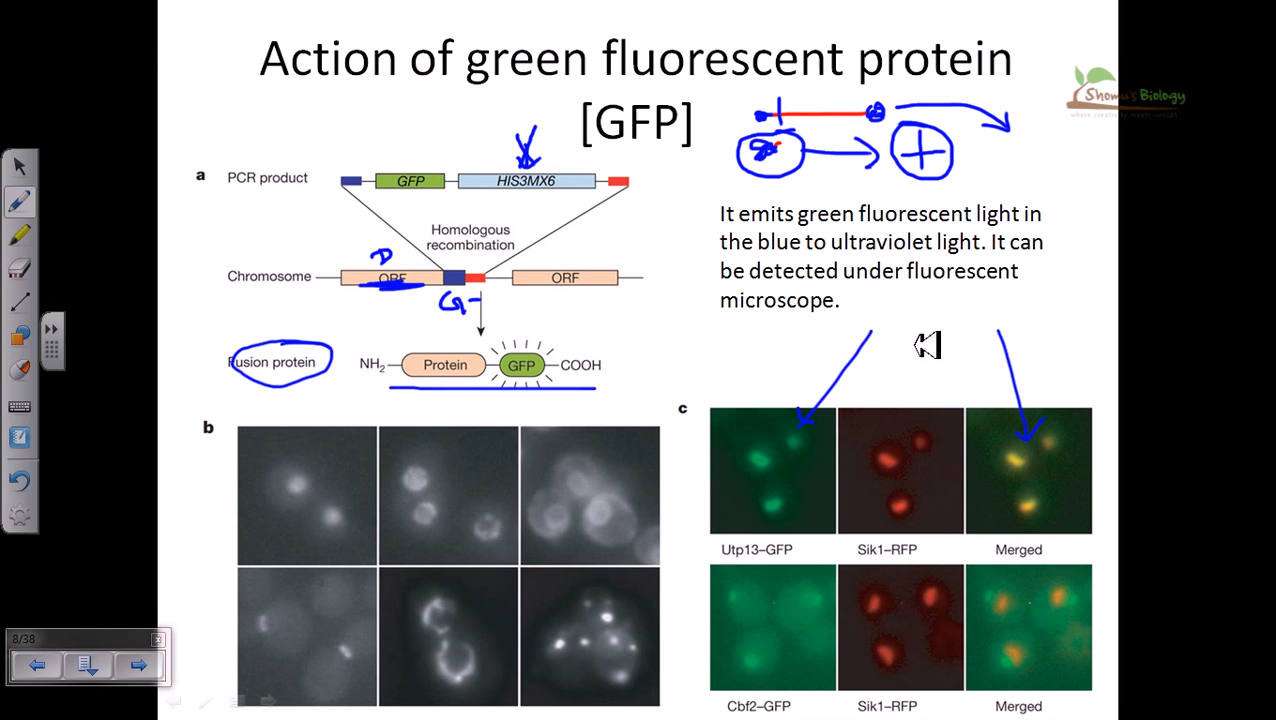 Action of green fluorescent protein
[GFP]
Shomu's Biology
a
PCR product
GFP
HIS3MX6
Homologous
recombination
Chromosome
ORF
ORF
Fusion protein
NH2
Protein
GFP
COOH
It emits green fluorescent light in
the blue to ultraviolet light. It can
be detected under fluorescent
microscope.
b
c
Utp13–GFP
Sik1–RFP
Merged
Cbf2–GFP
Sik1–RFP
Merged
8/38